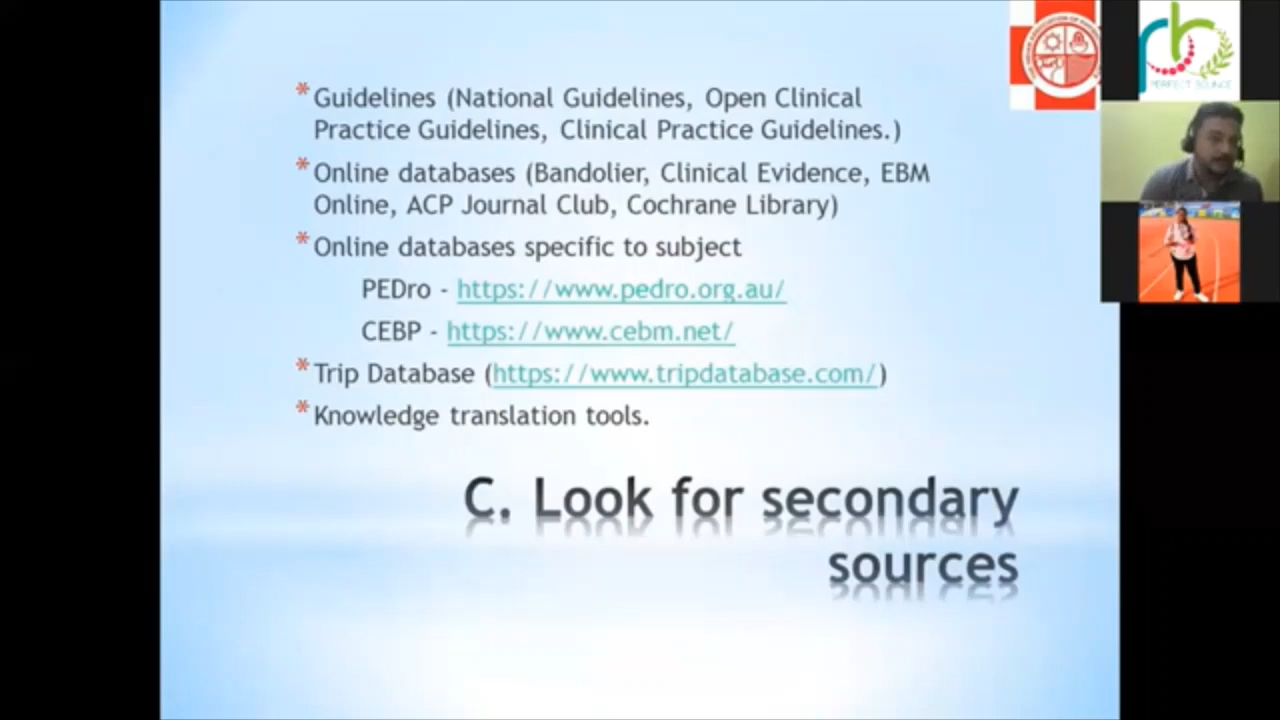 * Guidelines (National Guidelines, Open Clinical
Practice Guidelines, Clinical Practice Guidelines.)
* Online databases (Bandolier, Clinical Evidence, EBM
Online, ACP Journal Club, Cochrane Library)
* Online databases specific to subject
PEDro - https://www.pedro.org.au/
CEBP - https://www.cebm.net/
* Trip Database (https://www.tripdatabase.com/)
* Knowledge translation tools.
C. Look for secondary
sources